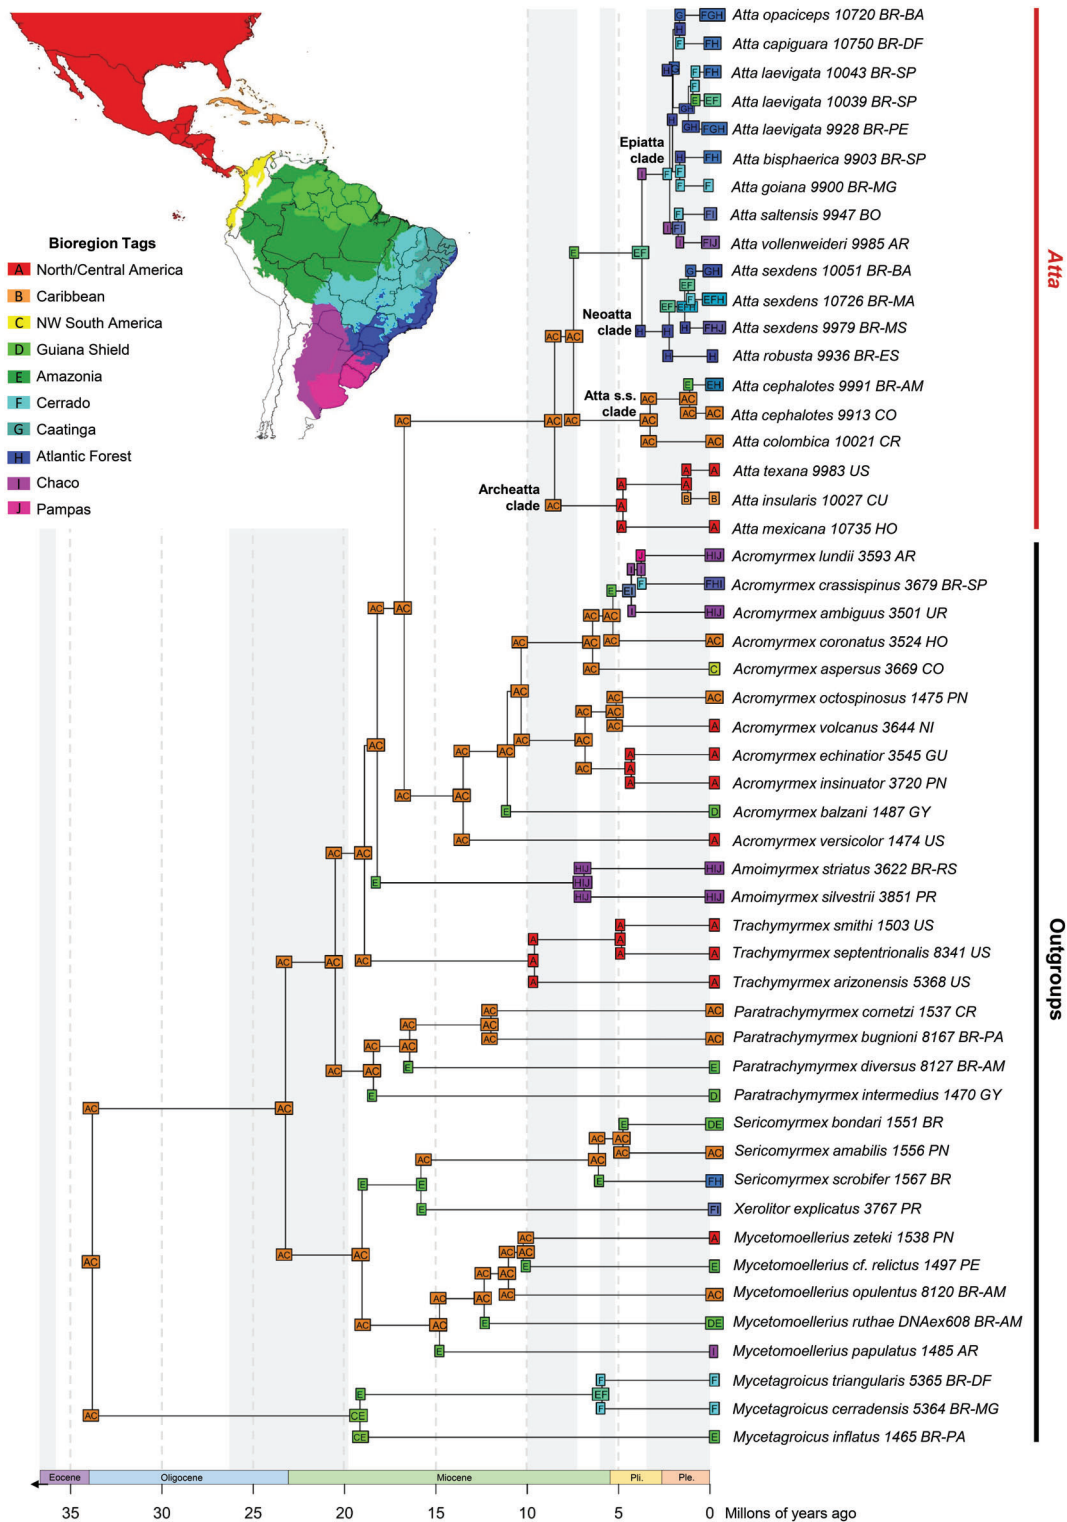 Bioregion Tags
A North/Central America
B Caribbean
C NW South America
D Guiana Shield
E Amazonia
F Cerrado
G Caatinga
H Atlantic Forest
I Chaco
J Pampas
Epiatta
clade
Neoatta
clade
Atta s.s.
clade
Archeatta
clade
Atta opaciceps 10720 BR-BA
Atta capiguara 10750 BR-DF
Atta laevigata 10043 BR-SP
Atta laevigata 10039 BR-SP
Atta laevigata 9928 BR-PE
Atta bisphaerica 9903 BR-SP
Atta goiana 9900 BR-MG
Atta saltensis 9947 BO
Atta vollenweideri 9985 AR
Atta sexdens 10051 BR-BA
Atta sexdens 10726 BR-MA
Atta sexdens 9979 BR-MS
Atta robusta 9936 BR-ES
Atta cephalotes 9991 BR-AM
Atta cephalotes 9913 CO
Atta colombica 10021 CR
Atta texana 9983 US
Atta insularis 10027 CU
Atta mexicana 10735 HO
Acromyrmex lundii 3593 AR
Acromyrmex crassispinus 3679 BR-SP
Acromyrmex ambiguus 3501 UR
Acromyrmex coronatus 3524 HO
Acromyrmex aspersus 3669 CO
Acromyrmex octospinosus 1475 PN
Acromyrmex volcanus 3644 NI
Acromyrmex echinatior 3545 GU
Acromyrmex insinuator 3720 PN
Acromyrmex balzani 1487 GY
Acromyrmex versicolor 1474 US
Amoimyrmex striatus 3622 BR-RS
Amoimyrmex silvestrii 3851 PR
Trachymyrmex smithi 1503 US
Trachymyrmex septentrionalis 8341 US
Trachymyrmex arizonensis 5368 US
Paratrachymyrmex cornetzi 1537 CR
Paratrachymyrmex bugnioni 8167 BR-PA
Paratrachymyrmex diversus 8127 BR-AM
Paratrachymyrmex intermedius 1470 GY
Sericomyrmex bondari 1551 BR
Sericomyrmex amabilis 1556 PN
Sericomyrmex scrobifer 1567 BR
Xerolitor explicatus 3767 PR
Mycetomoellerius zeteki 1538 PN
Mycetomoellerius cf. relictus 1497 PE
Mycetomoellerius opulentus 8120 BR-AM
Mycetomoellerius ruthae DNAex608 BR-AM
Mycetomoellerius papulatus 1485 AR
Mycetagroicus triangularis 5365 BR-DF
Mycetagroicus cerradensis 5364 BR-MG
Mycetagroicus inflatus 1465 BR-PA
Atta
Outgroups
Eocene Oligocene Miocene Pli. Ple.
35 30 25 20 15 10 5 0 Millons of years ago